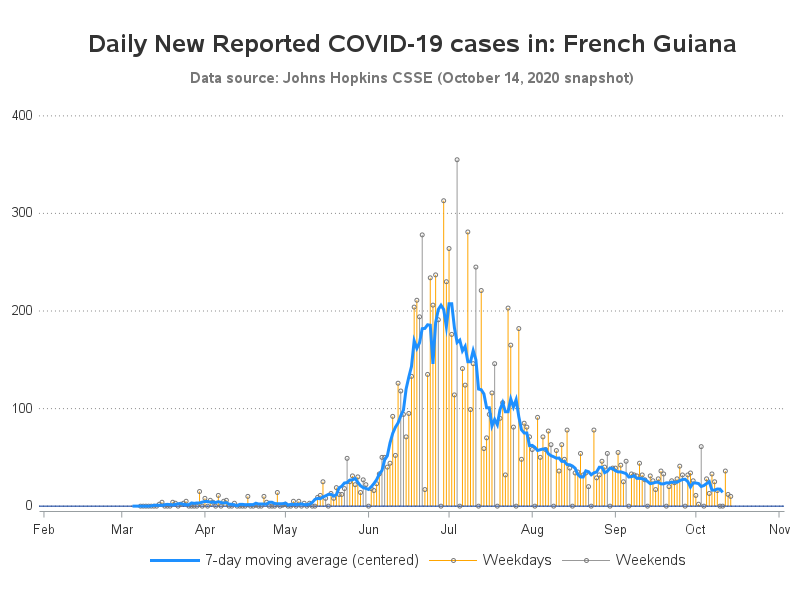 Daily New Reported COVID-19 cases in: French Guiana
Data source: Johns Hopkins CSSE (October 14, 2020 snapshot)
400
300
200
100
0
Feb Mar Apr May Jun Jul Aug Sep Oct Nov
7-day moving average (centered) Weekdays Weekends